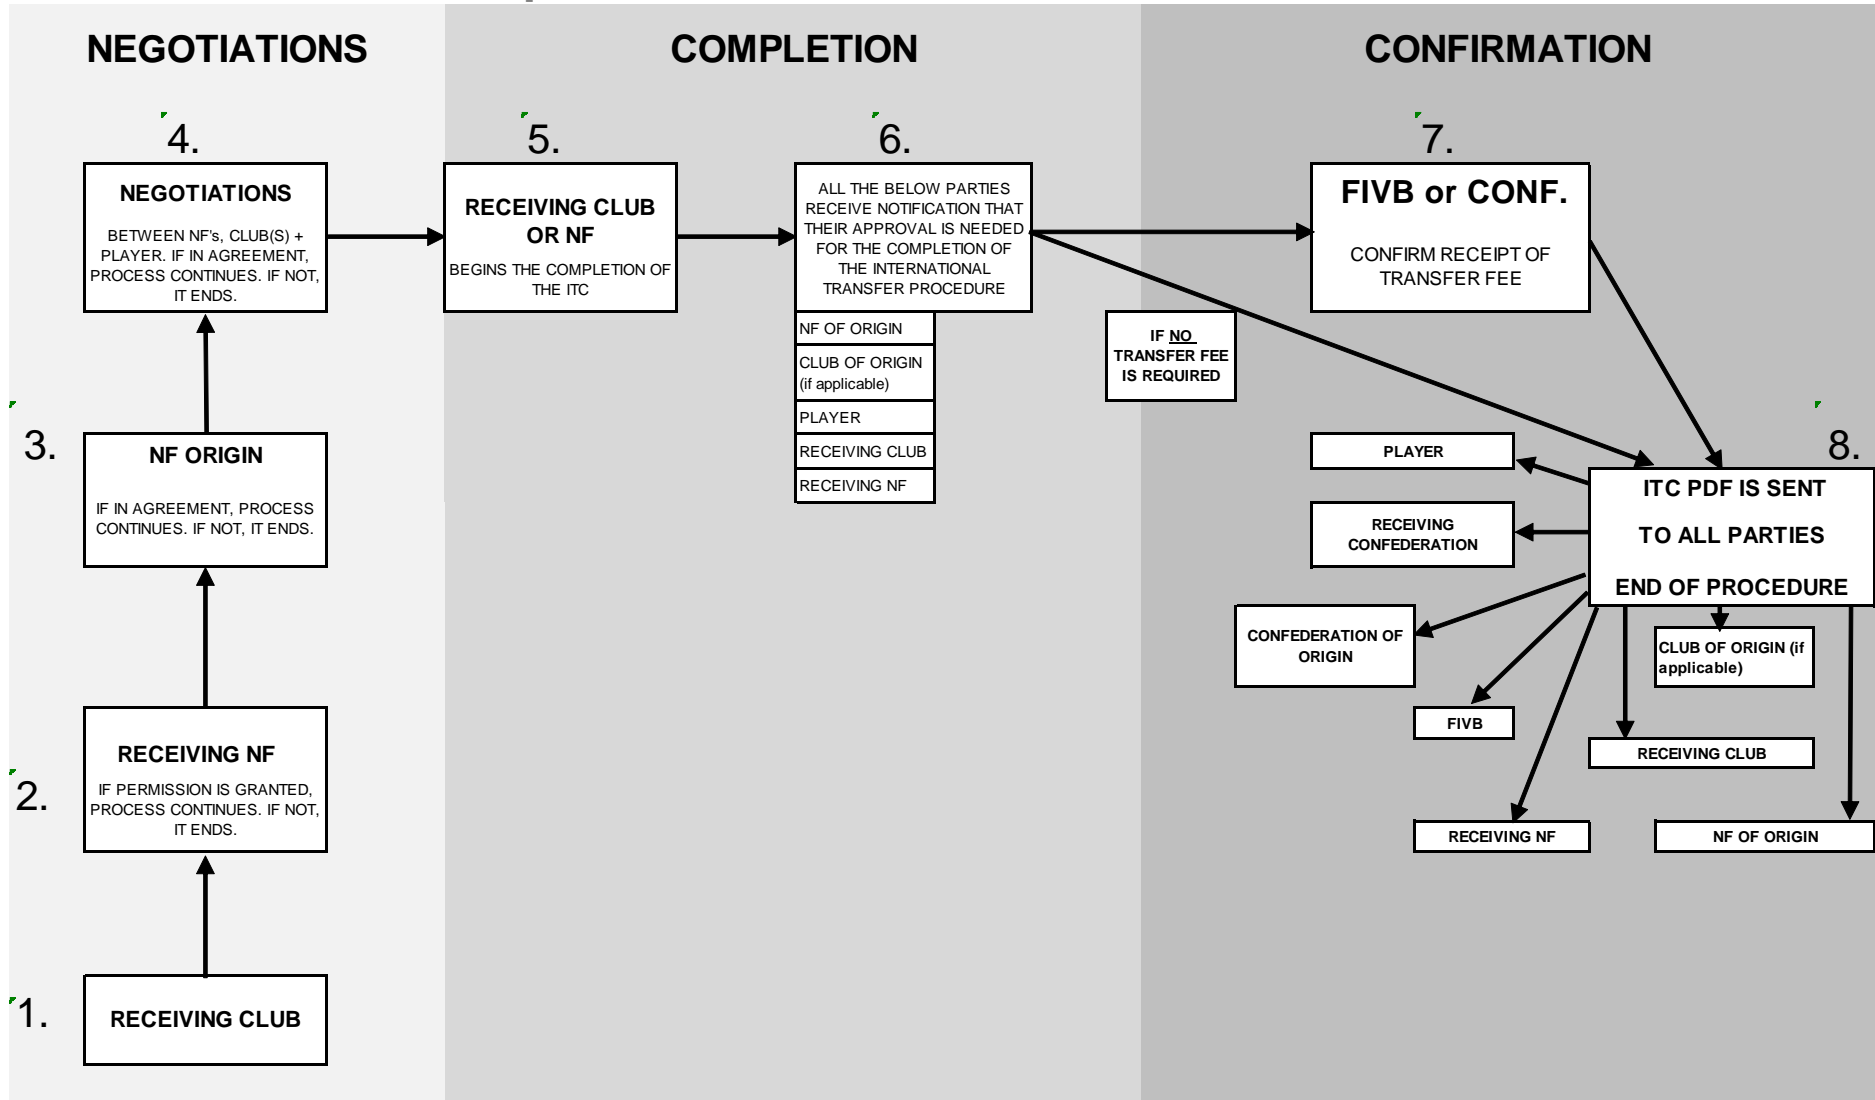 NEGOTIATIONS
COMPLETION
CONFIRMATION
4.
NEGOTIATIONS
BETWEEN NF's, CLUB(S) +
PLAYER. IF IN AGREEMENT,
PROCESS CONTINUES. IF NOT,
IT ENDS.
5.
RECEIVING CLUB
OR NF
BEGINS THE COMPLETION OF
THE ITC
6.
ALL THE BELOW PARTIES
RECEIVE NOTIFICATION THAT
THEIR APPROVAL IS NEEDED
FOR THE COMPLETION OF
THE INTERNATIONAL
TRANSFER PROCEDURE
NF OF ORIGIN
CLUB OF ORIGIN
(if applicable)
PLAYER
RECEIVING CLUB
RECEIVING NF
IF NO
TRANSFER FEE
IS REQUIRED
7.
FIVB or CONF.
CONFIRM RECEIPT OF
TRANSFER FEE
3.
NF ORIGIN
IF IN AGREEMENT, PROCESS
CONTINUES. IF NOT, IT ENDS.
2.
RECEIVING NF
IF PERMISSION IS GRANTED,
PROCESS CONTINUES. IF NOT,
IT ENDS.
1.
RECEIVING CLUB
8.
ITC PDF IS SENT
TO ALL PARTIES
END OF PROCEDURE
PLAYER
RECEIVING
CONFEDERATION
CONFEDERATION OF
ORIGIN
FIVB
RECEIVING NF
CLUB OF ORIGIN (if
applicable)
RECEIVING CLUB
NF OF ORIGIN